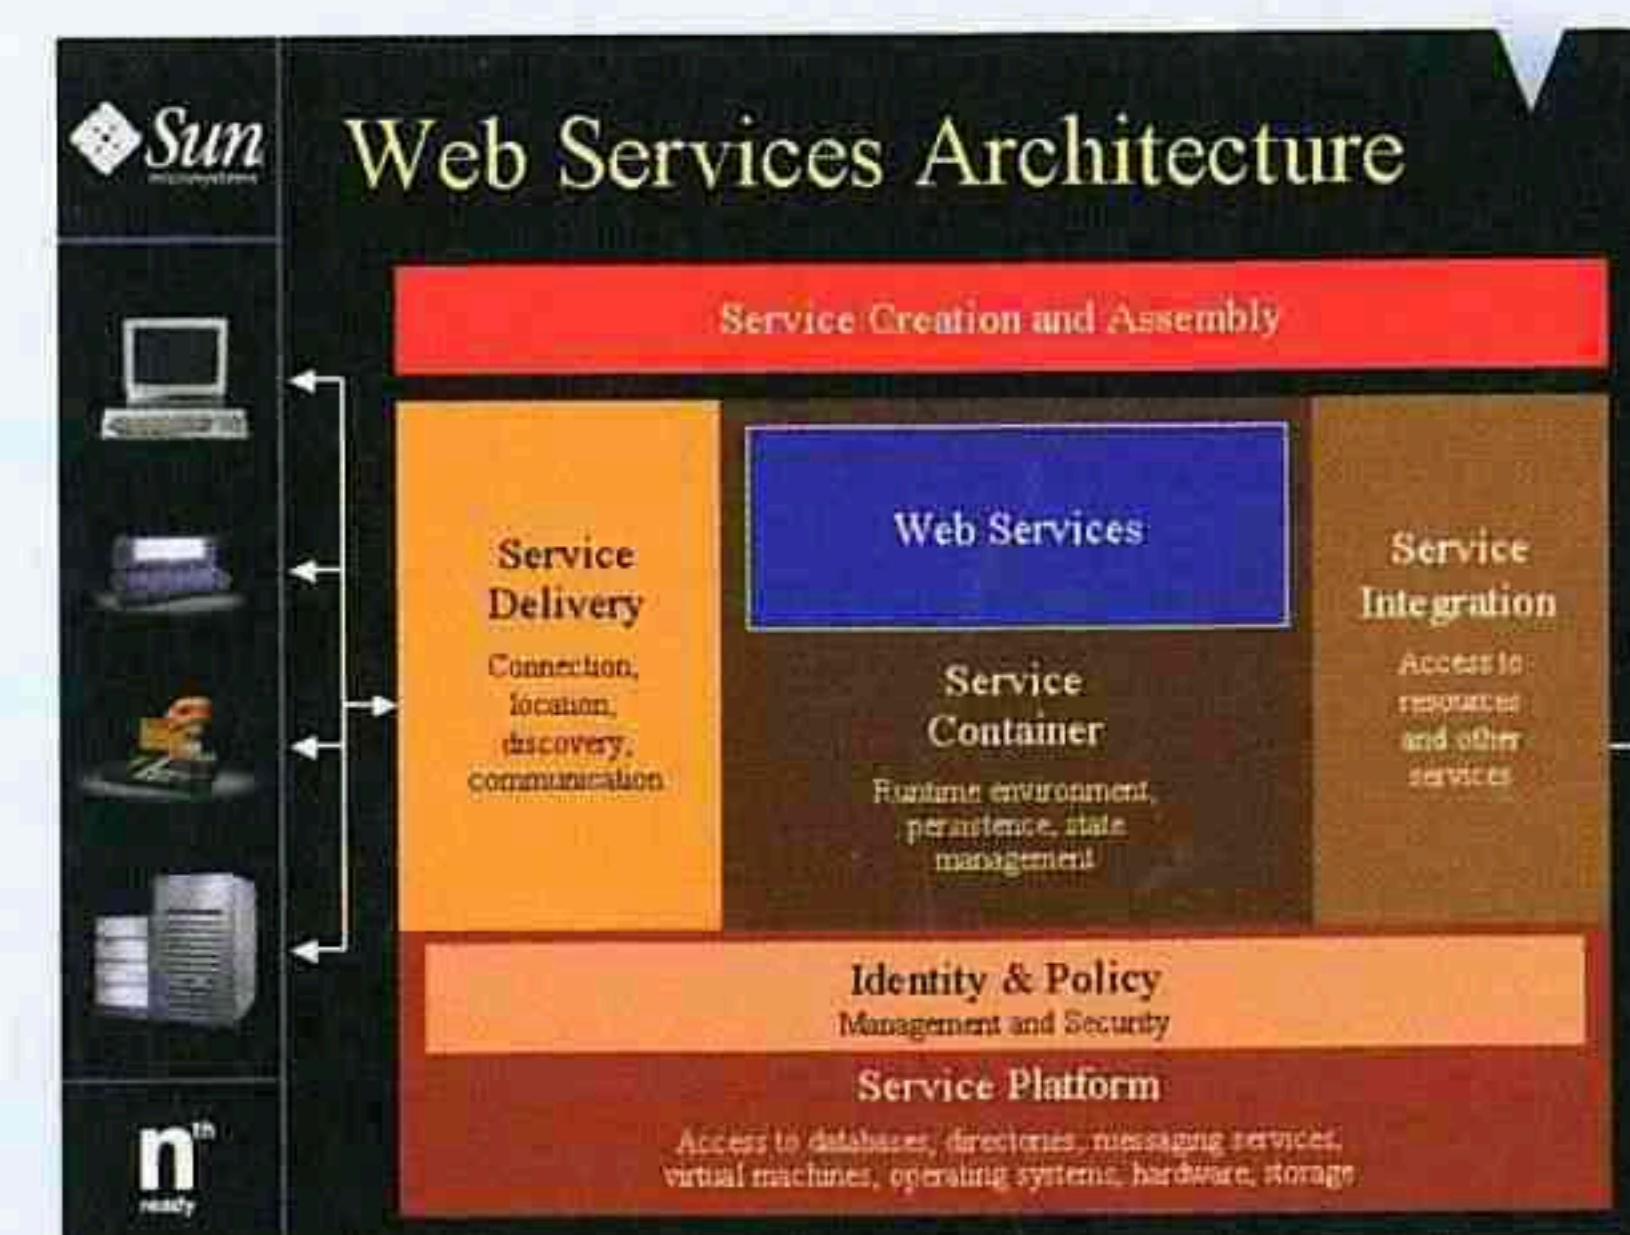 Sun
microsystems
Web Services Architecture
Service Creation and Assembly
Service
Delivery
Connection,
location,
discovery,
communication
Web Services
Service
Container
Runtime environment,
persistence, state
management
Service
Integration
Access to
resources
and other
services
Identity & Policy
Management and Security
Service Platform
Access to databases, directories, messaging services,
virtual machines, operating systems, hardware, storage
nth
ready